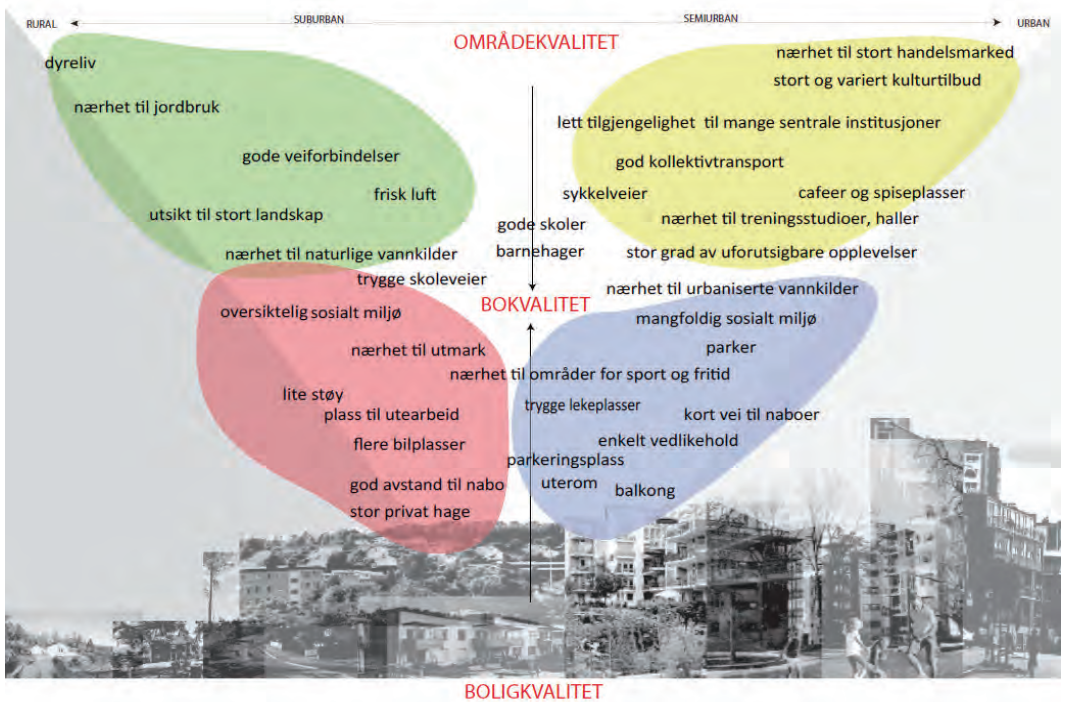 RURAL
SUBURBAN
SEMIURBAN
URBAN
OMRÅDEKVALITET
dyreliv
nærhet til jordbruk
gode veiforbindelser
frisk luft
utsikt til stort landskap
nærhet til naturlige vannkilder
nærhet til stort handelsmarked
stort og variert kulturtilbud
lett tilgjengelighet til mange sentrale institusjoner
god kollektivtransport
sykkelveier
cafeer og spiseplasser
nærhet til treningsstudioer, haller
gode skoler
barnehager
stor grad av uforutsigbare opplevelser
trygge skoleveier
BOKVALITET
oversiktelig sosialt miljø
nærhet til utmark
lite støy
plass til utearbeid
flere bilplasser
god avstand til nabo
stor privat hage
nærhet til urbaniserte vannkilder
mangfoldig sosialt miljø
parker
nærhet til områder for sport og fritid
trygge lekeplasser
kort vei til naboer
enkelt vedlikehold
parkeringsplass
uterom
balkong
BOLIGKVALITET